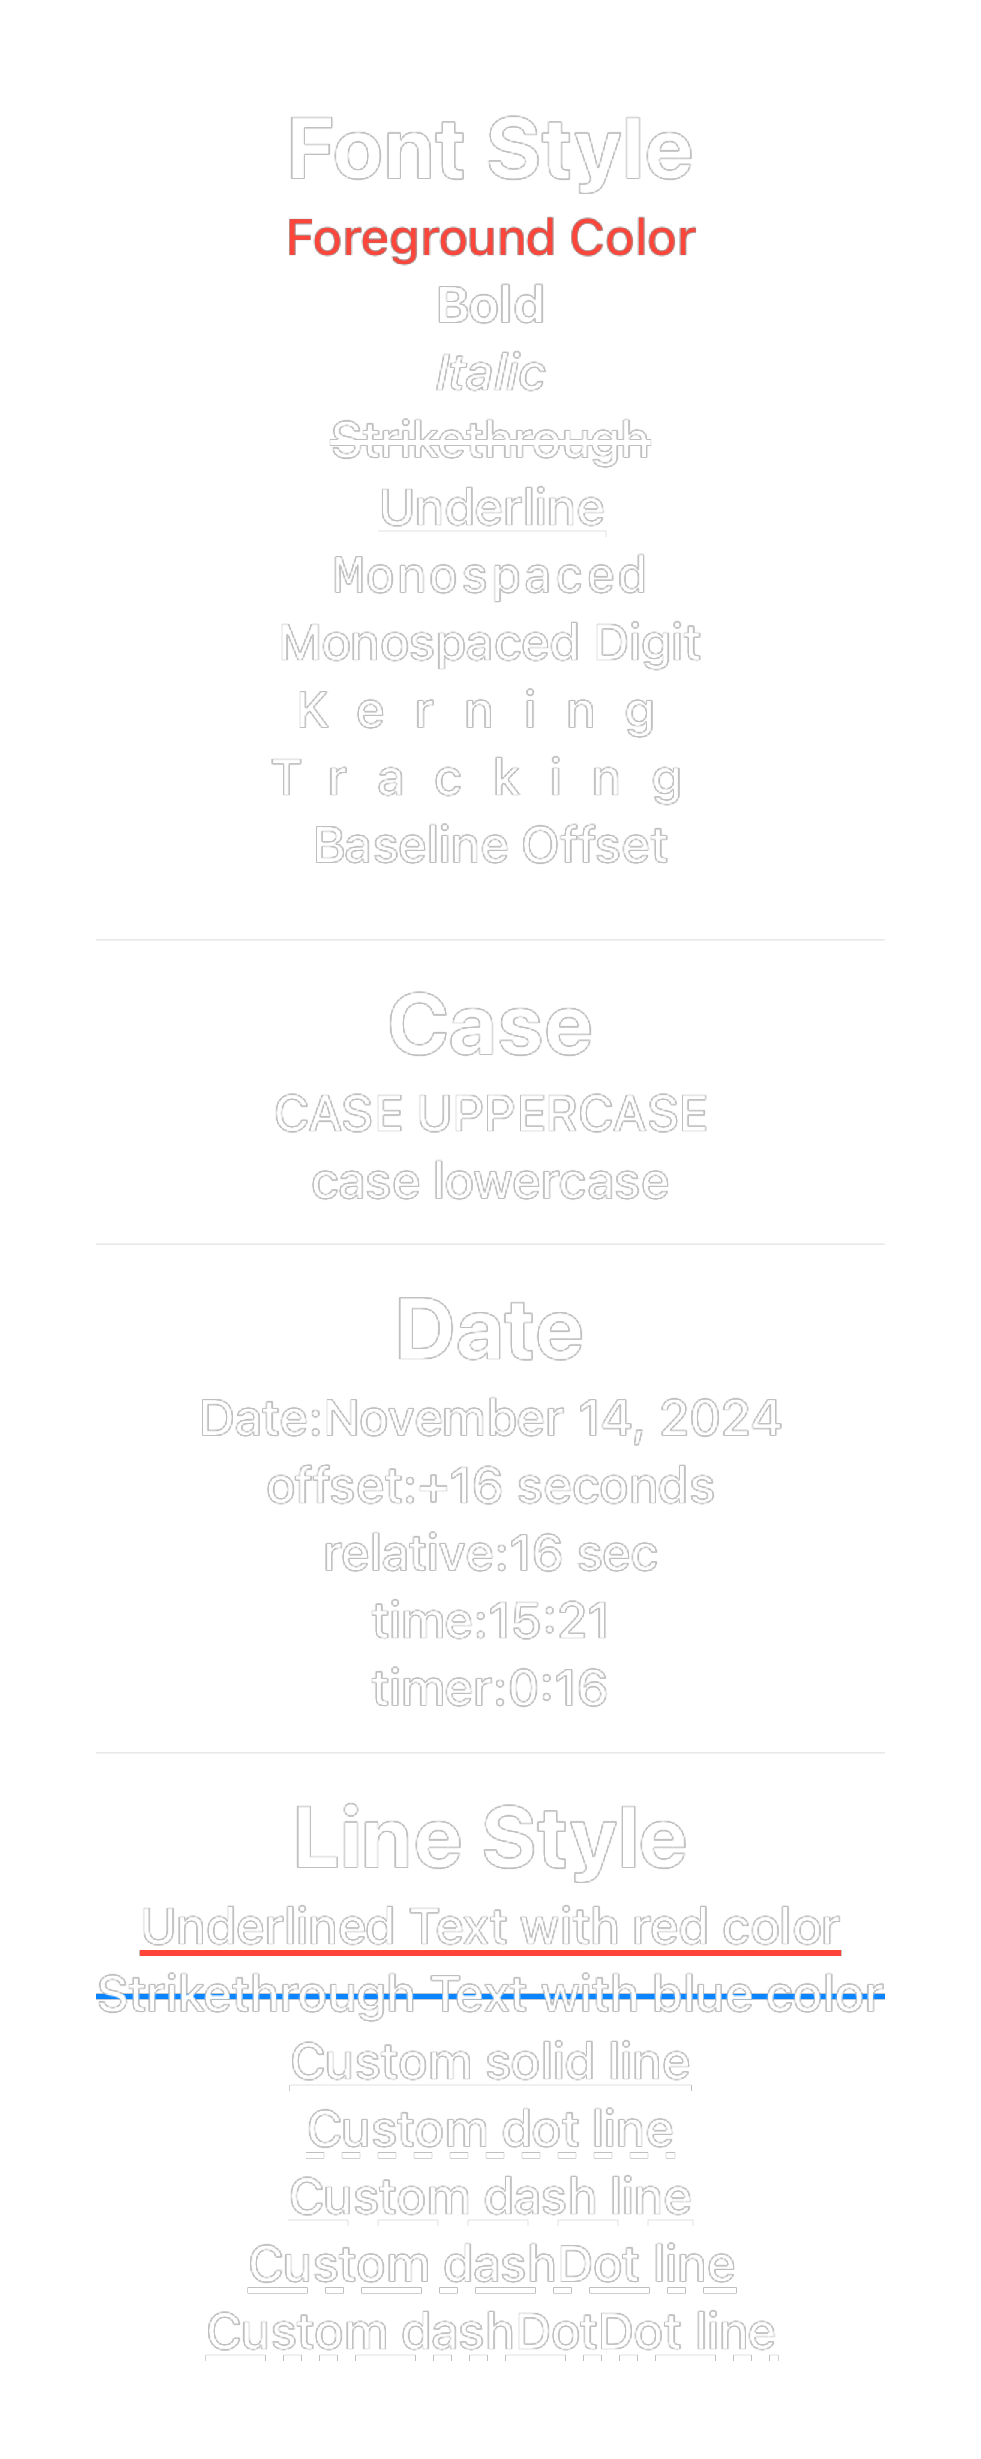 Font Style
Foreground Color
Bold
Italic
Strikethrough
Underline
Monospaced
Monospaced Digit
Kerning
Tracking
Baseline Offset
Case
CASE UPPERCASE
case lowercase
Date
Date:November 14, 2024
offset:+16 seconds
relative:16 sec
time:15:21
timer:0:16
Line Style
Underlined Text with red color
Strikethrough Text with blue color
Custom solid line
Custom dot line
Custom dash line
Custom dashDot line
Custom dashDotDot line